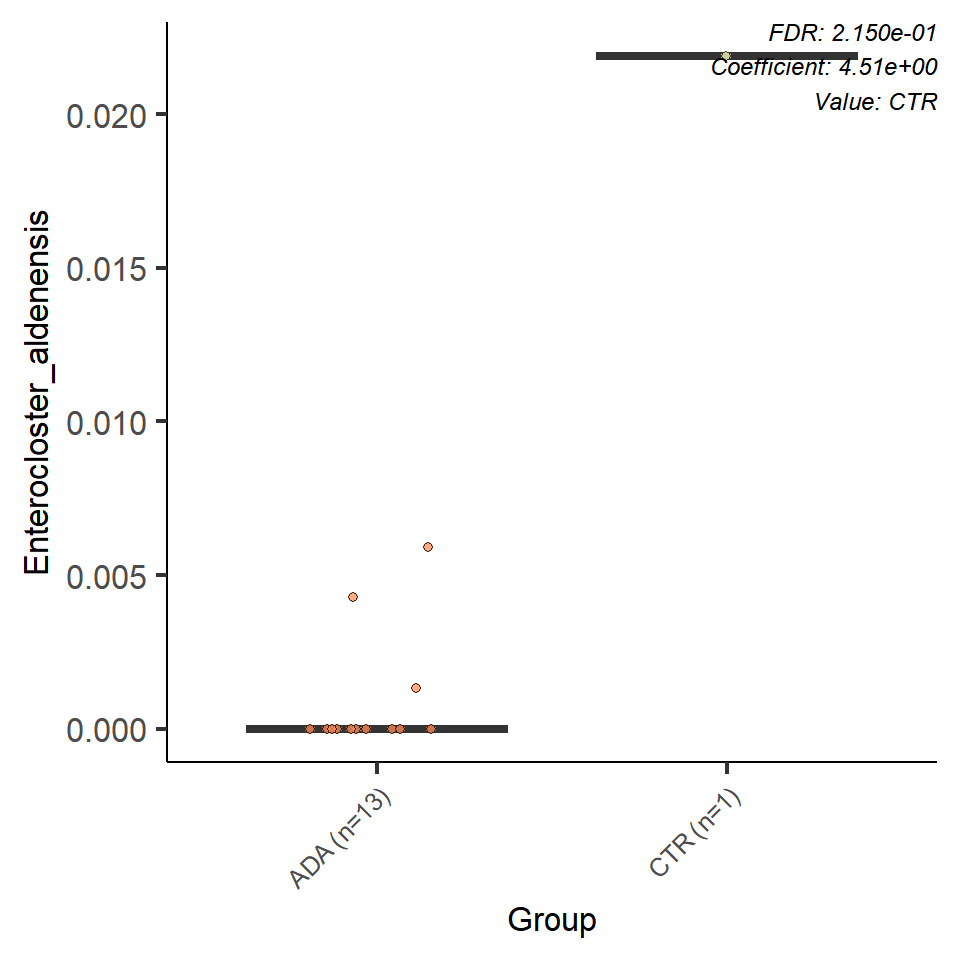 FDR: 2.150e-01
Coefficient: 4.51e+00
Value: CTR
0.020
0.015
0.010
0.005
0.000
Enterocloster_aldenensis
ADA (n=13)
CTR (n=1)
Group